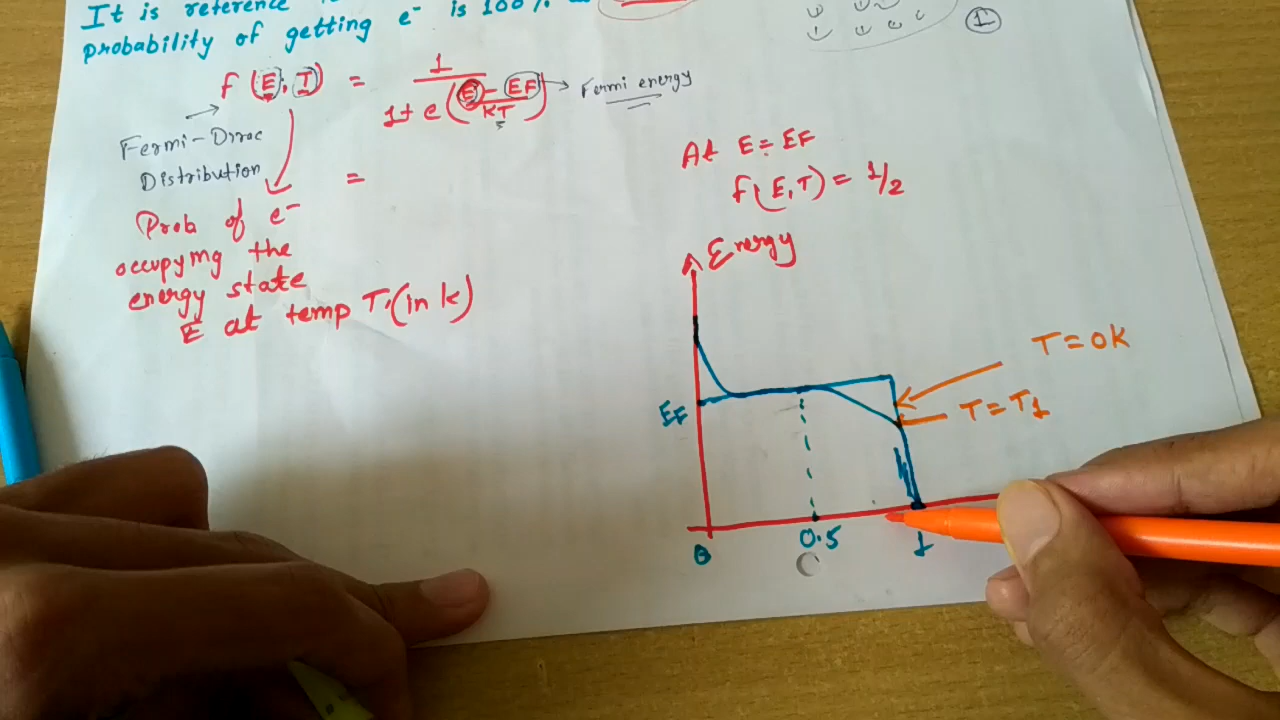 It is reference
probability of getting e⁻ is 100%.
1
f (E, T) = 1 / 1+ e (E - EF / KT)
Fermi energy
Fermi-Dirac
Distribution
=
Prob of e⁻
occupying the
energy state
E at temp T, (in k)
At E = EF
f(E, T) = 1/2
Energy
T = 0K
EF
T = T1
0 0.5 1